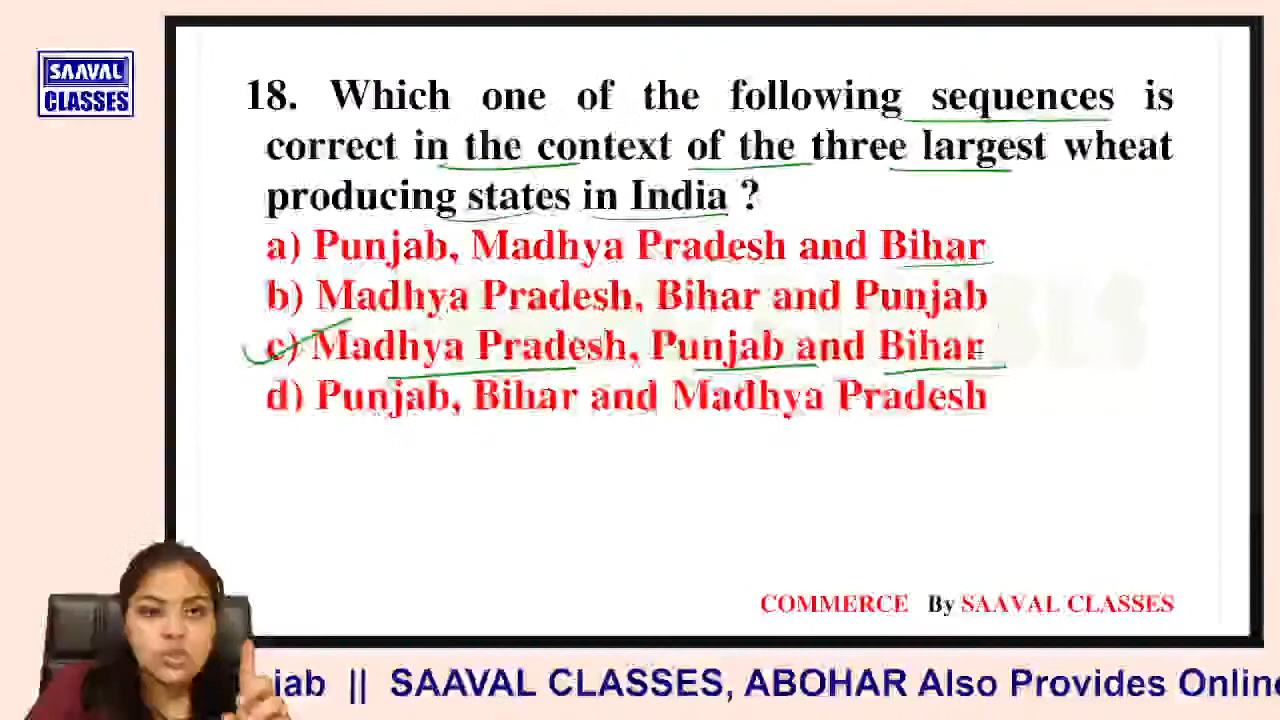 SAAVAL
CLASSES
18. Which one of the following sequences is
correct in the context of the three largest wheat
producing states in India ?
a) Punjab, Madhya Pradesh and Bihar
b) Madhya Pradesh, Bihar and Punjab
c) Madhya Pradesh, Punjab and Bihar
d) Punjab, Bihar and Madhya Pradesh
COMMERCE By SAAVAL CLASSES
|| SAAVAL CLASSES, ABOHAR Also Provides Online